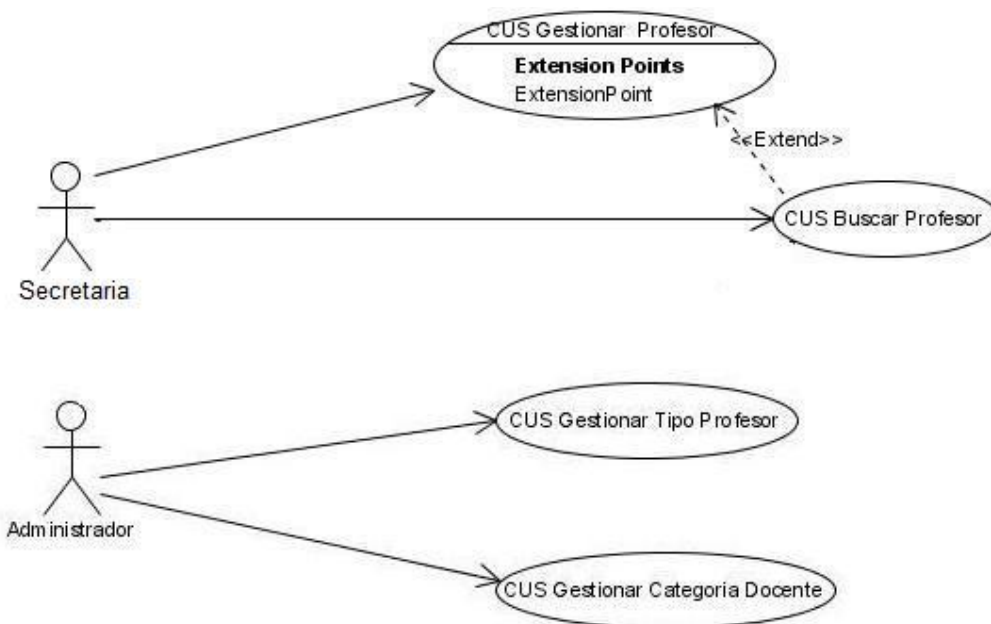 CUS Gestionar Profesor
Extension Points
ExtensionPoint
<<Extend>>
CUS Buscar Profesor
Secretaria
CUS Gestionar Tipo Profesor
Administrador
CUS Gestionar Categoria Docente